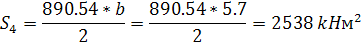 S₄ = 890.54 * b / 2 = 890.54 * 5.7 / 2 = 2538 kHм²